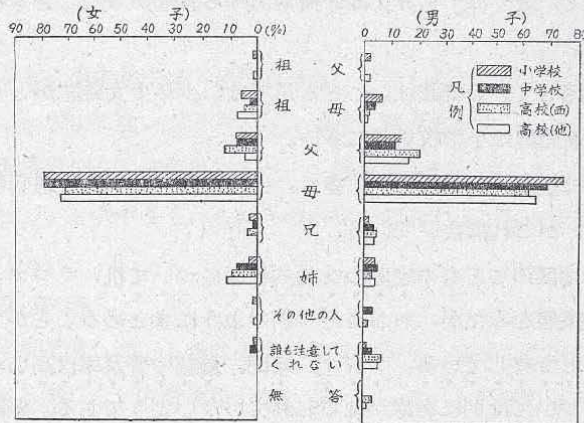 (女 子)
90 80 70 60 50 40 30 20 10 0 (%)
(男 子)
0 10 20 30 40 50 60 70 80
凡例
小学校
中学校
高校(西)
高校(他)
祖 父
祖 母
父
母
兄
姉
その他の人
誰も注意して
くれない
無 答